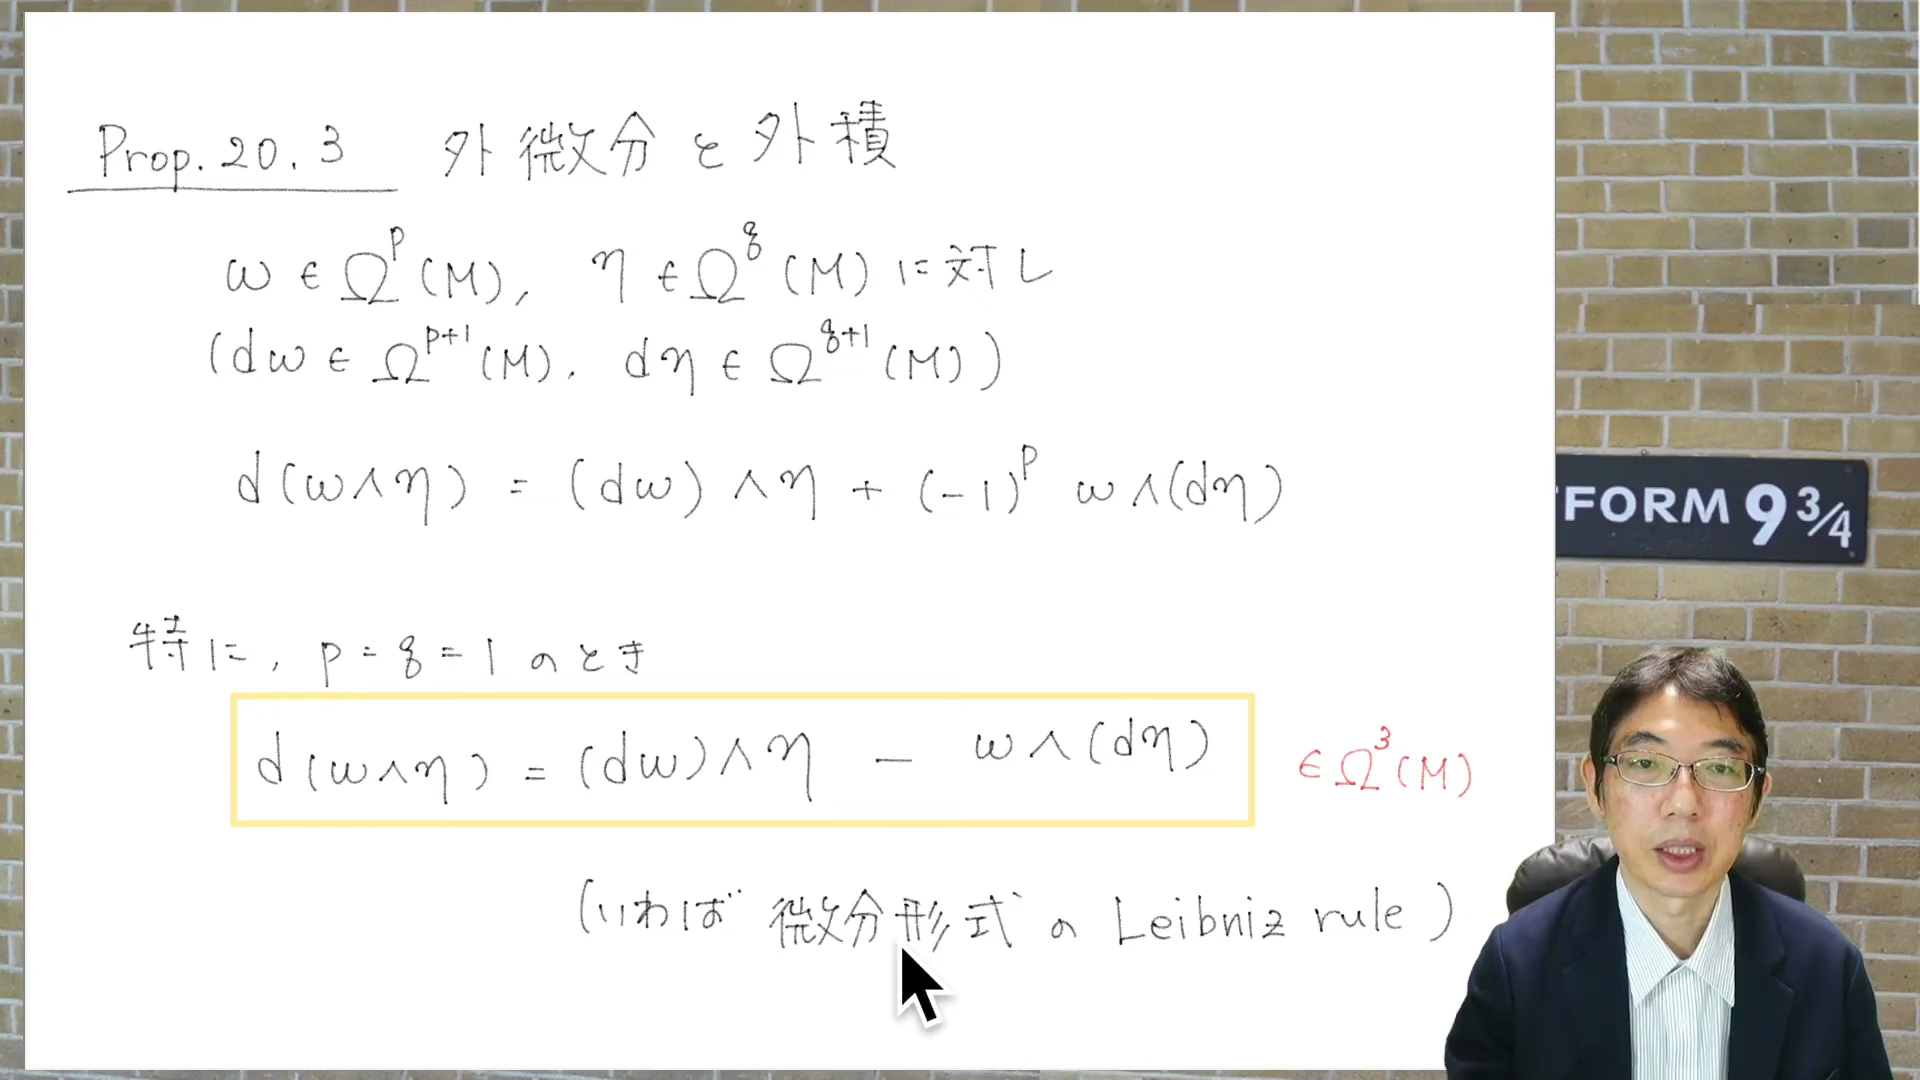 Prop. 20.3 外微分と外積
ω ∈ Ω^p(M), η ∈ Ω^q(M) に対し
(dω ∈ Ω^{p+1}(M), dη ∈ Ω^{q+1}(M))
d(ω∧η) = (dω)∧η + (-1)^p ω∧(dη)
特に, p = q = 1 のとき
d(ω∧η) = (dω)∧η − ω∧(dη) ∈ Ω^3(M)
(いわば 微分形式 の Leibniz rule)
FORM 9 3/4